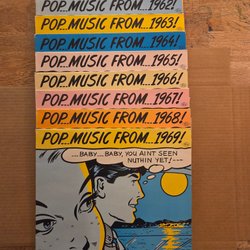 POP...MUSIC FROM...1962!
POP...MUSIC FROM...1963!
POP...MUSIC FROM...1964!
POP...MUSIC FROM...1965!
POP...MUSIC FROM...1966!
POP...MUSIC FROM...1967!
POP...MUSIC FROM...1968!
POP...MUSIC FROM...1969!
....BABY... BABY, YOU AINT SEEN
NUTHIN YET!---